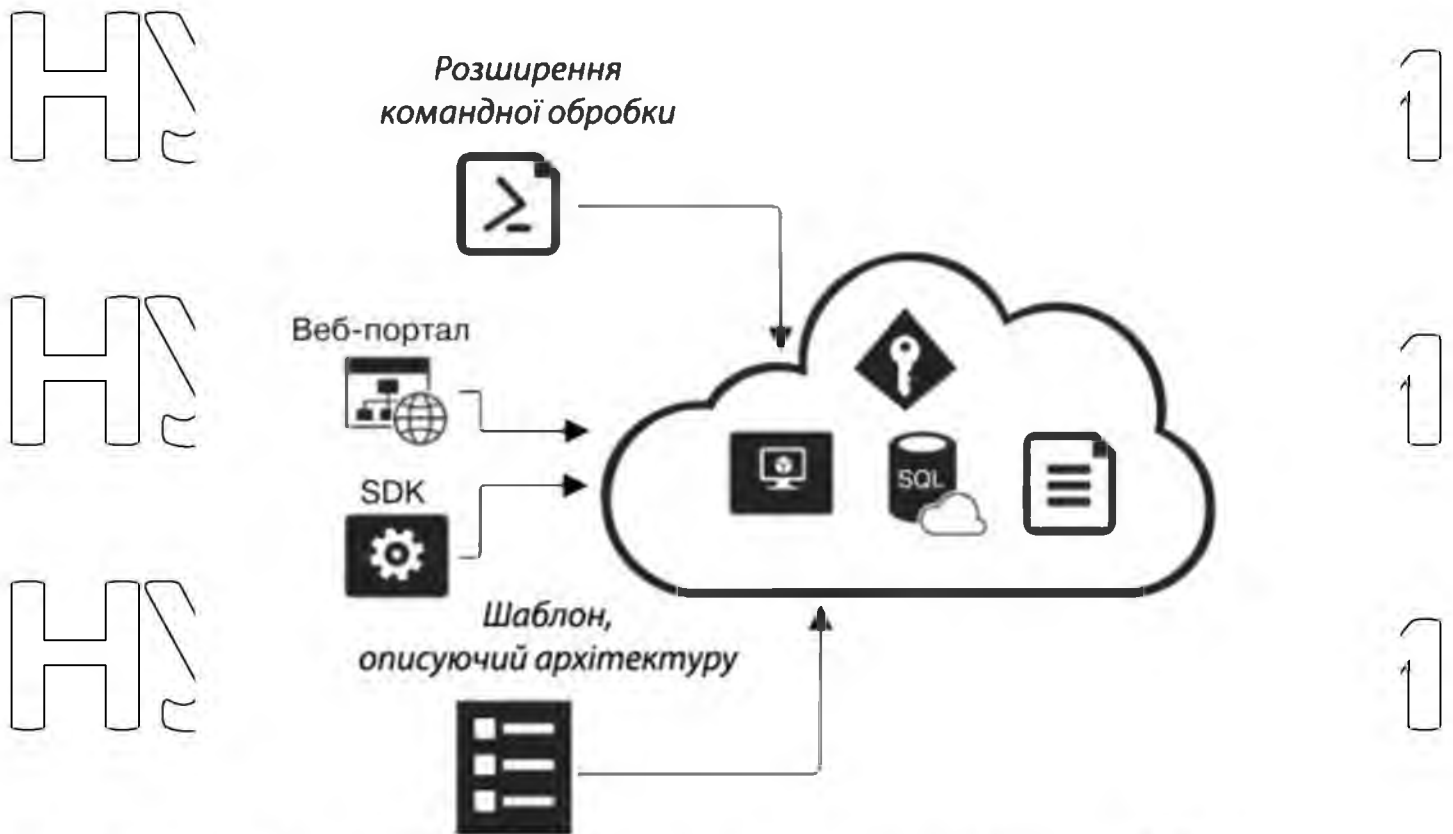 Розширення
командної обробки
Веб-портал
SQL
SDK
Шаблон,
описуючий архітектуру